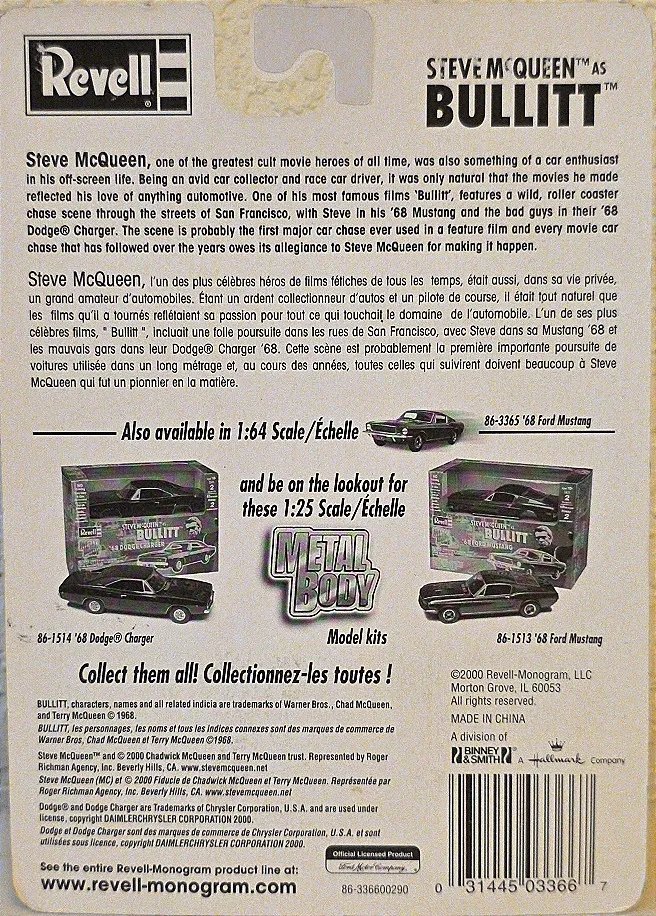 Revell
®
STEVE McQUEEN™ AS
BULLITT™
Steve McQueen, one of the greatest cult movie heroes of all time, was also something of a car enthusiast
in his off-screen life. Being an avid car collector and race car driver, it was only natural that the movies he made
reflected his love of anything automotive. One of his most famous films 'Bullitt', features a wild, roller coaster
chase scene through the streets of San Francisco, with Steve in his '68 Mustang and the bad guys in their '68
Dodge® Charger. The scene is probably the first major car chase ever used in a feature film and every movie car
chase that has followed over the years owes its allegiance to Steve McQueen for making it happen.
Steve McQueen, l'un des plus célèbres héros de films fétiches de tous les temps, était aussi, dans sa vie privée,
un grand amateur d'automobiles. Étant un ardent collectionneur d'autos et un pilote de course, il était tout naturel que
les films qu'il a tournés reflétaient sa passion pour tout ce qui touchait le domaine de l'automobile. L'un de ses plus
célèbres films, " Bullitt ", incluait une folle poursuite dans les rues de San Francisco, avec Steve dans sa Mustang '68 et
les mauvais gars dans leur Dodge® Charger '68. Cette scène est probablement la première importante poursuite de
voitures utilisée dans un long métrage et, au cours des années, toutes celles qui suivirent doivent beaucoup à Steve
McQueen qui fut un pionnier en la matière.
Also available in 1:64 Scale/Échelle
86-3365 '68 Ford Mustang
and be on the lookout for
these 1:25 Scale/Échelle
Revell
STEVE McQUEEN AS
BULLITT
'68 DODGE CHARGER
STEVE McQUEEN AS
BULLITT
'68 FORD MUSTANG
METAL
BODY
Model kits
86-1514 '68 Dodge® Charger
86-1513 '68 Ford Mustang
Collect them all! Collectionnez-les toutes !
BULLITT, characters, names and all related indicia are trademarks of Warner Bros., Chad McQueen,
and Terry McQueen © 1968.
BULLITT, les personnages, les noms et tous les indices connexes sont des marques de commerce de
Warner Bros, Chad McQueen et Terry McQueen ©1968.
Steve McQueen™ and © 2000 Chadwick McQueen and Terry McQueen trust. Represented by Roger
Richman Agency, Inc. Beverly Hills, CA. www.stevemcqueen.net
Steve McQueen (MC) et © 2000 Fiducie de Chadwick McQueen et Terry McQueen. Représentée par
Roger Richman Agency, Inc. Beverly Hills, CA. www.stevemcqueen.net
Dodge® and Dodge Charger are Trademarks of Chrysler Corporation, U.S.A. and are used under
license, copyright DAIMLERCHRYSLER CORPORATION 2000.
Dodge et Dodge Charger sont des marques de commerce de Chrysler Corporation, U.S.A. et sont
utilisées sous licence, copyright DAIMLERCHRYSLER CORPORATION 2000.
©2000 Revell-Monogram, LLC
Morton Grove, IL 60053
All rights reserved.
MADE IN CHINA
A division of
BINNEY
& SMITH
A Hallmark Company
See the entire Revell-Monogram product line at:
www.revell-monogram.com
Official Licensed Product
Ford Motor Company
86-336600290
0 31445 03366 7